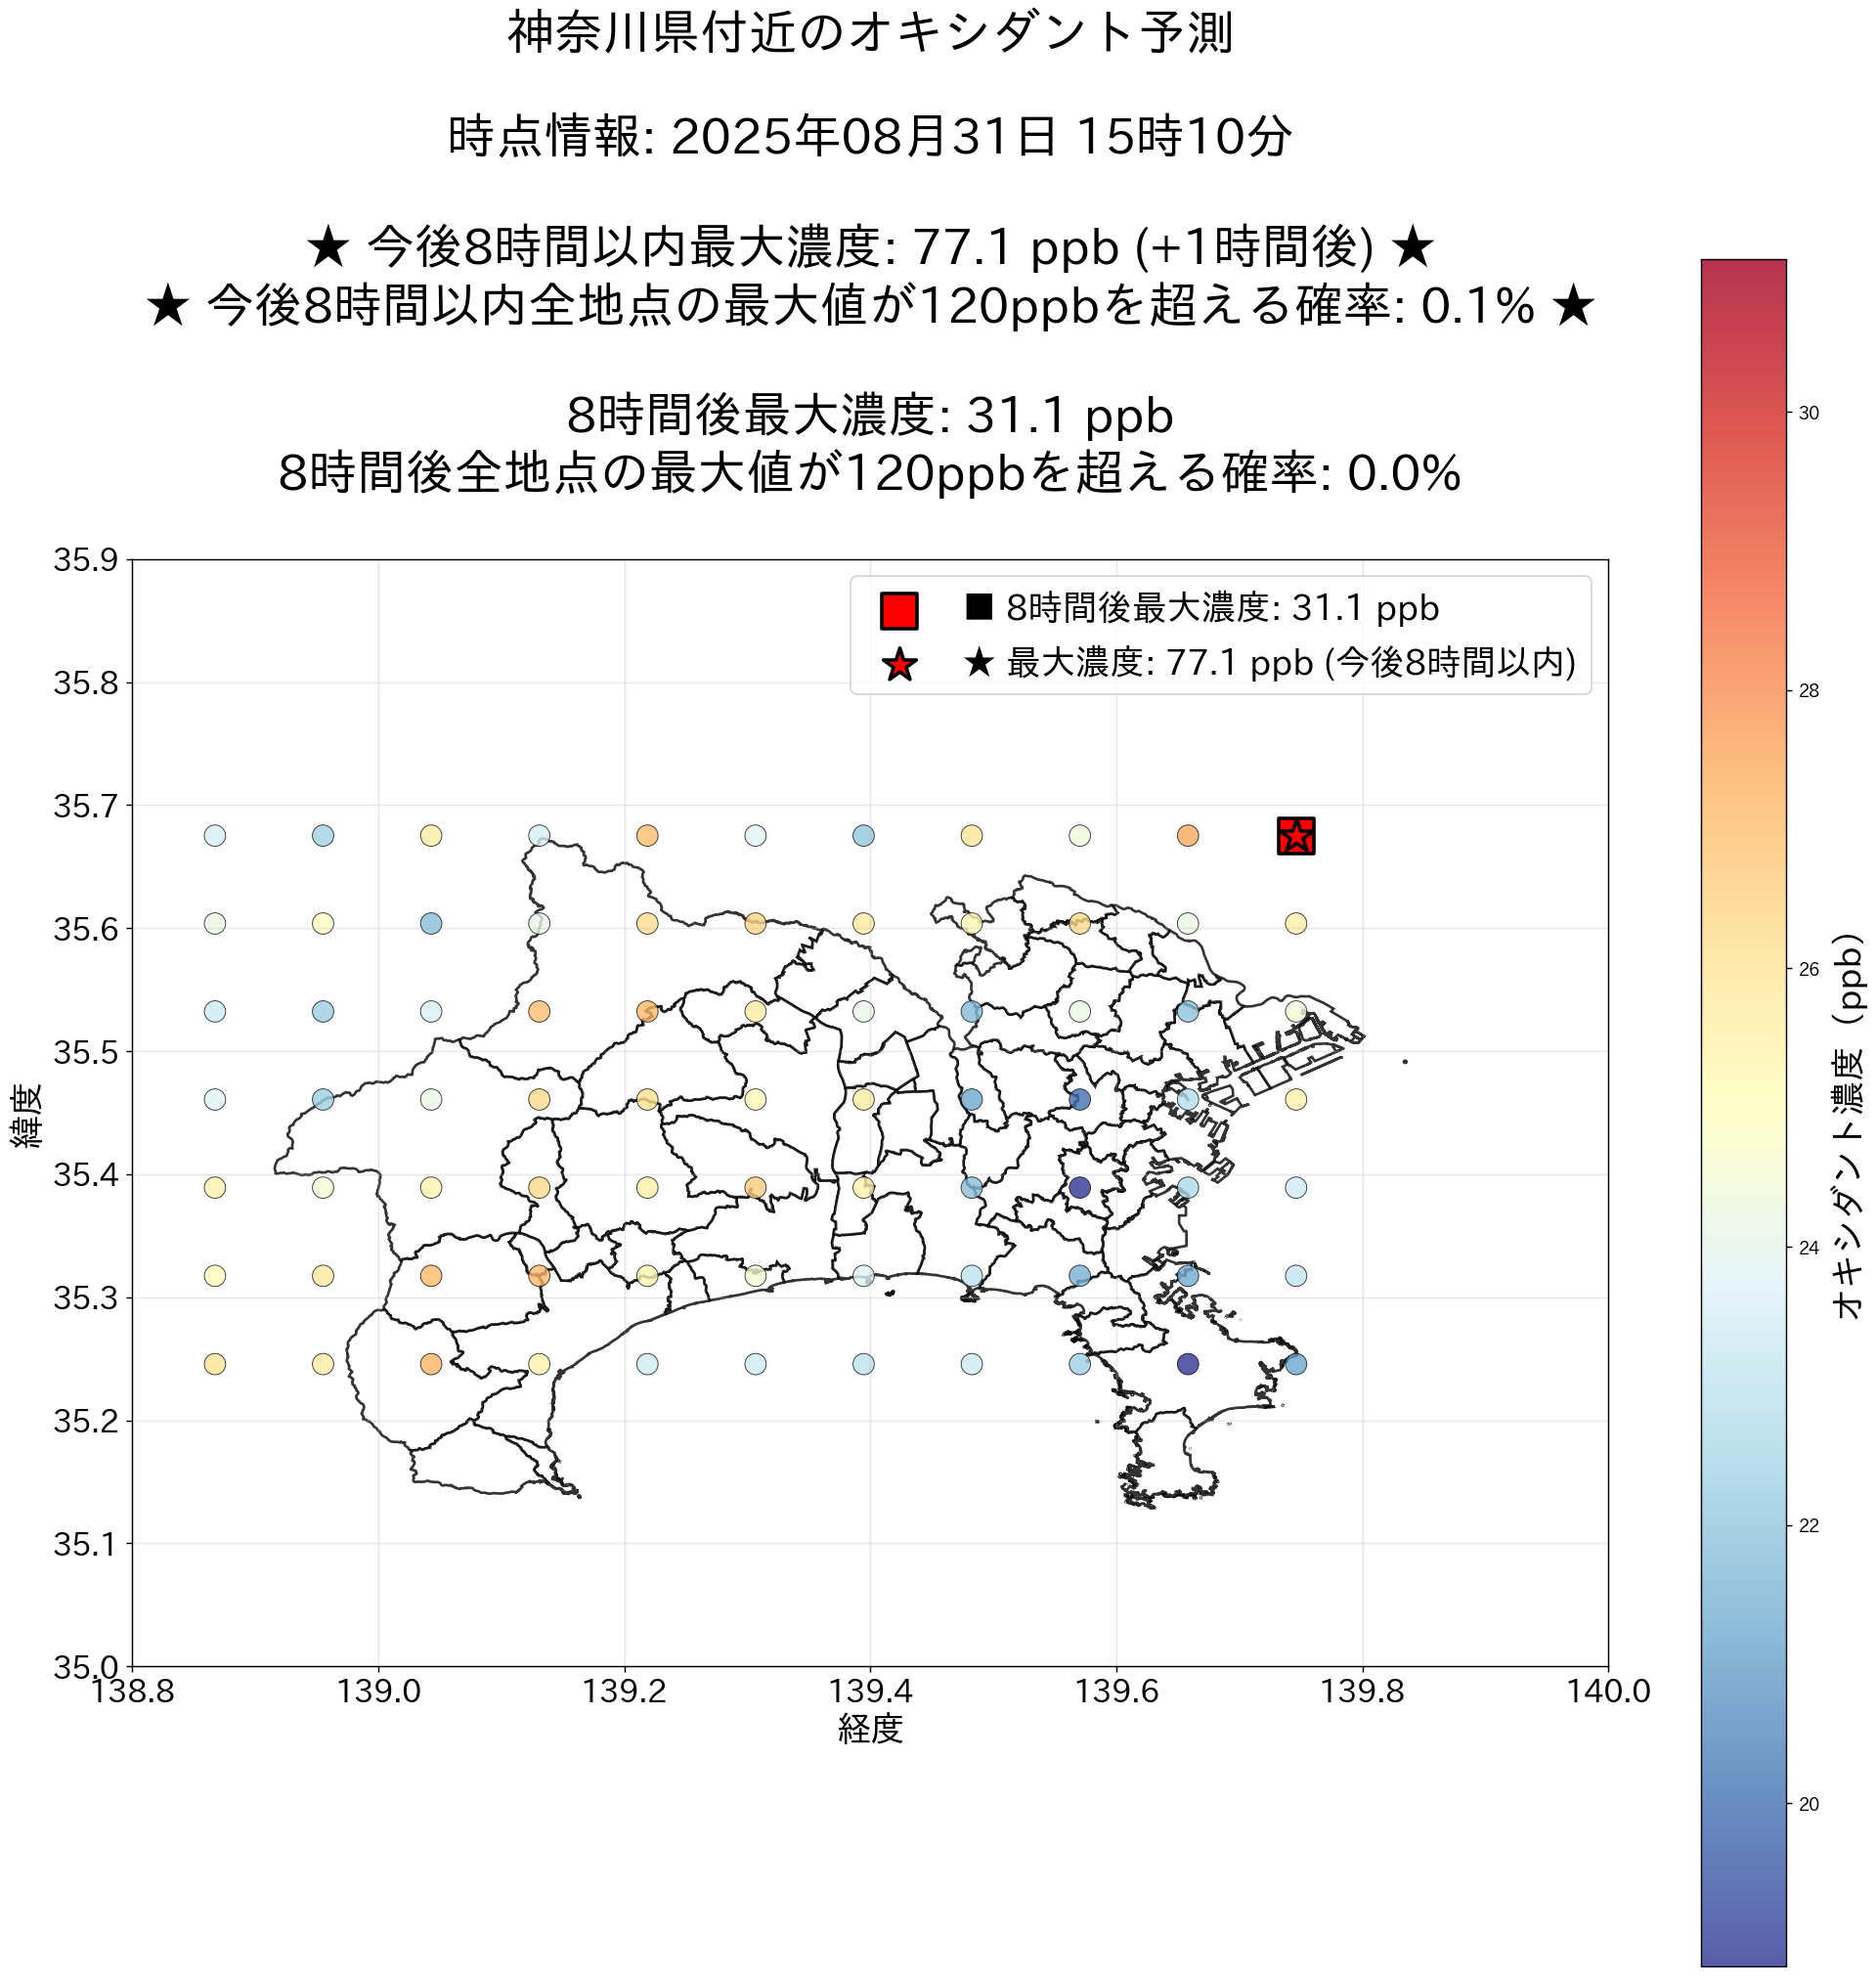 神奈川県付近のオキシダント予測
時点情報: 2025年08月31日 15時10分
★ 今後8時間以内最大濃度: 77.1 ppb (+1時間後) ★
★ 今後8時間以内全地点の最大値が120ppbを超える確率: 0.1% ★
8時間後最大濃度: 31.1 ppb
8時間後全地点の最大値が120ppbを超える確率: 0.0%
■ 8時間後最大濃度: 31.1 ppb
★ 最大濃度: 77.1 ppb (今後8時間以内)
緯度
35.9
35.8
35.7
35.6
35.5
35.4
35.3
35.2
35.1
35.0
138.8
139.0
139.2
139.4
139.6
139.8
140.0
経度
30
28
26
24
22
20
オキシダント濃度（ppb）